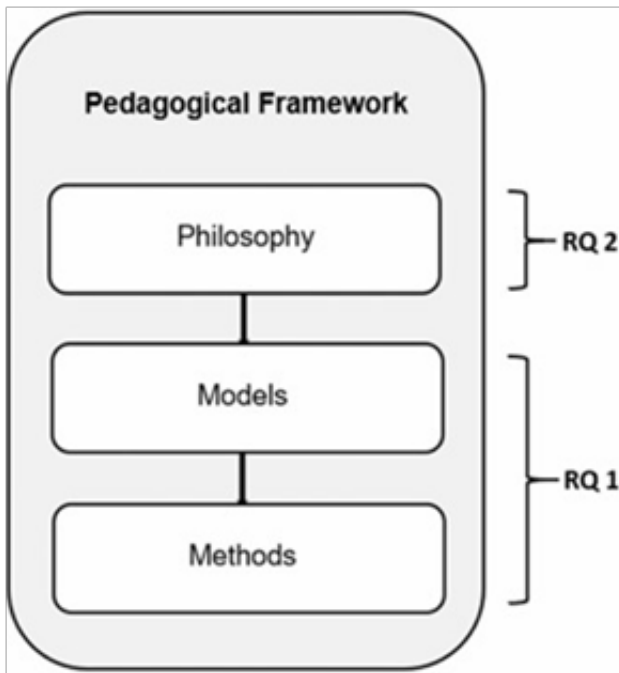 Pedagogical Framework
Philosophy
RQ 2
Models
RQ 1
Methods